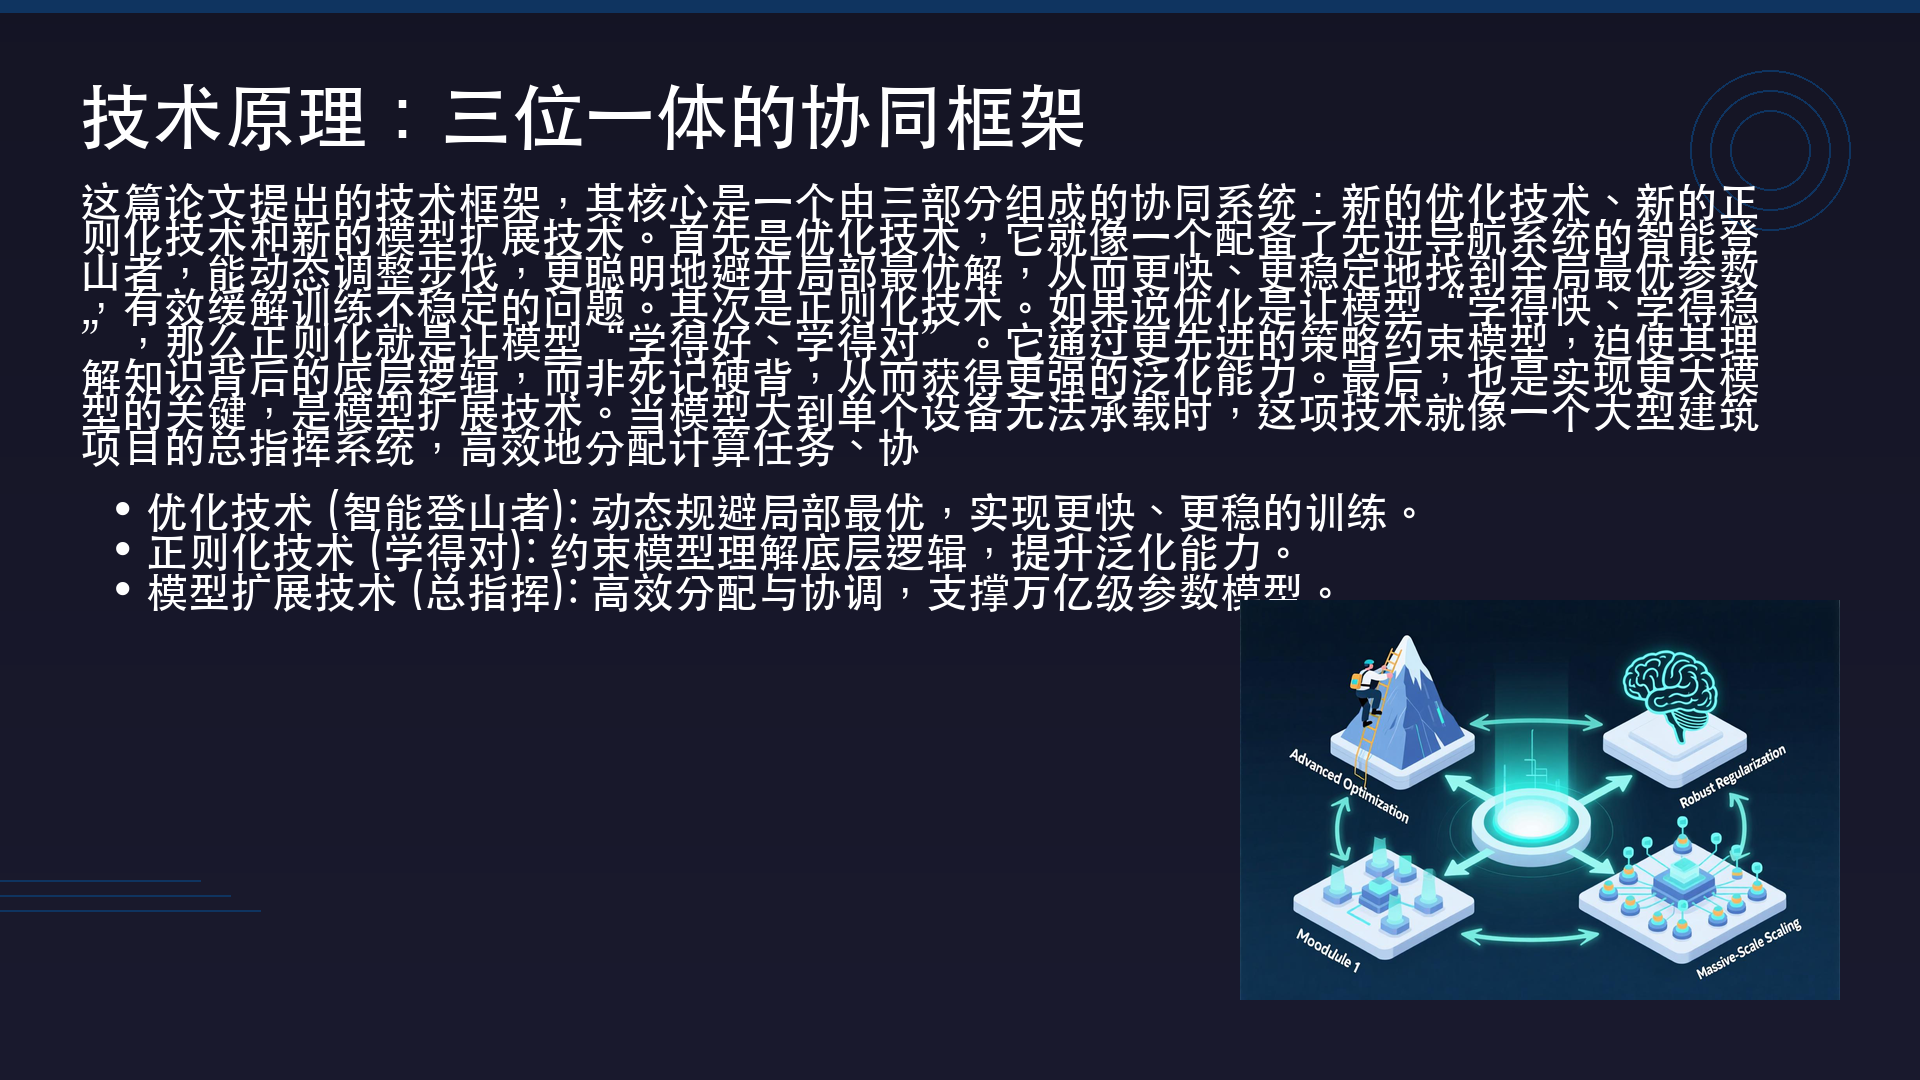 技术原理：三位一体的协同框架
这篇论文提出的技术框架，其核心是一个由三部分组成的协同系统：新的优化技术、新的正
则化技术和新的模型扩展技术。首先是优化技术，它就像一个配备了先进导航系统的智能登
山者，能动态调整步伐，更聪明地避开局部最优解，从而更快、更稳定地找到全局最优参数
，有效缓解训练不稳定的问题。其次是正则化技术。如果说优化是让模型“学得快、学得稳
”，那么正则化就是让模型“学得好、学得对”。它通过更先进的策略约束模型，迫使其理
解知识背后的底层逻辑，而非死记硬背，从而获得更强的泛化能力。最后，也是实现更大模
型的关键，是模型扩展技术。当模型大到单个设备无法承载时，这项技术就像一个大型建筑
项目的总指挥系统，高效地分配计算任务、协
• 优化技术 (智能登山者): 动态规避局部最优，实现更快、更稳的训练。
• 正则化技术 (学得对): 约束模型理解底层逻辑，提升泛化能力。
• 模型扩展技术 (总指挥): 高效分配与协调，支撑万亿级参数模型。
Advanced Optimization
Robust Regularization
Moodule 1
Massive-Scale Scaling